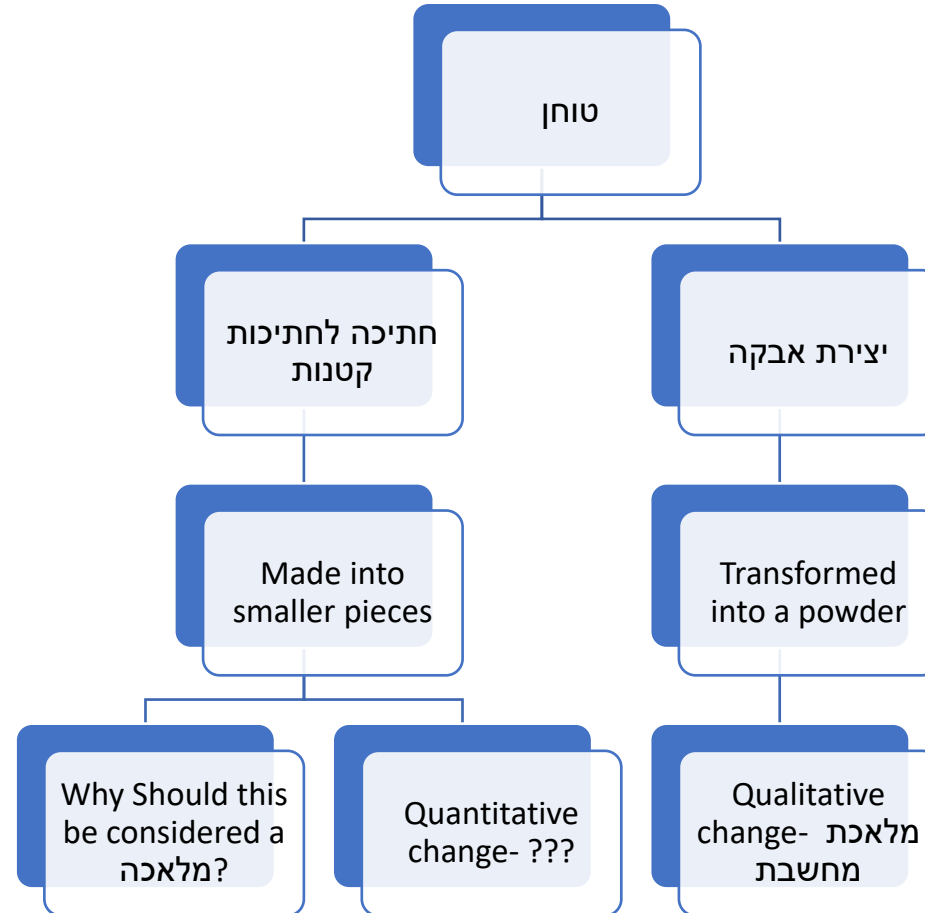 טוחן
חתיכה לחתיכות
קטנות
יצירת אבקה
Made into
smaller pieces
Transformed
into a powder
Why Should this
be considered a
מלאכה?
Quantitative
change- ???
Qualitative
change- מלאכת
מחשבת